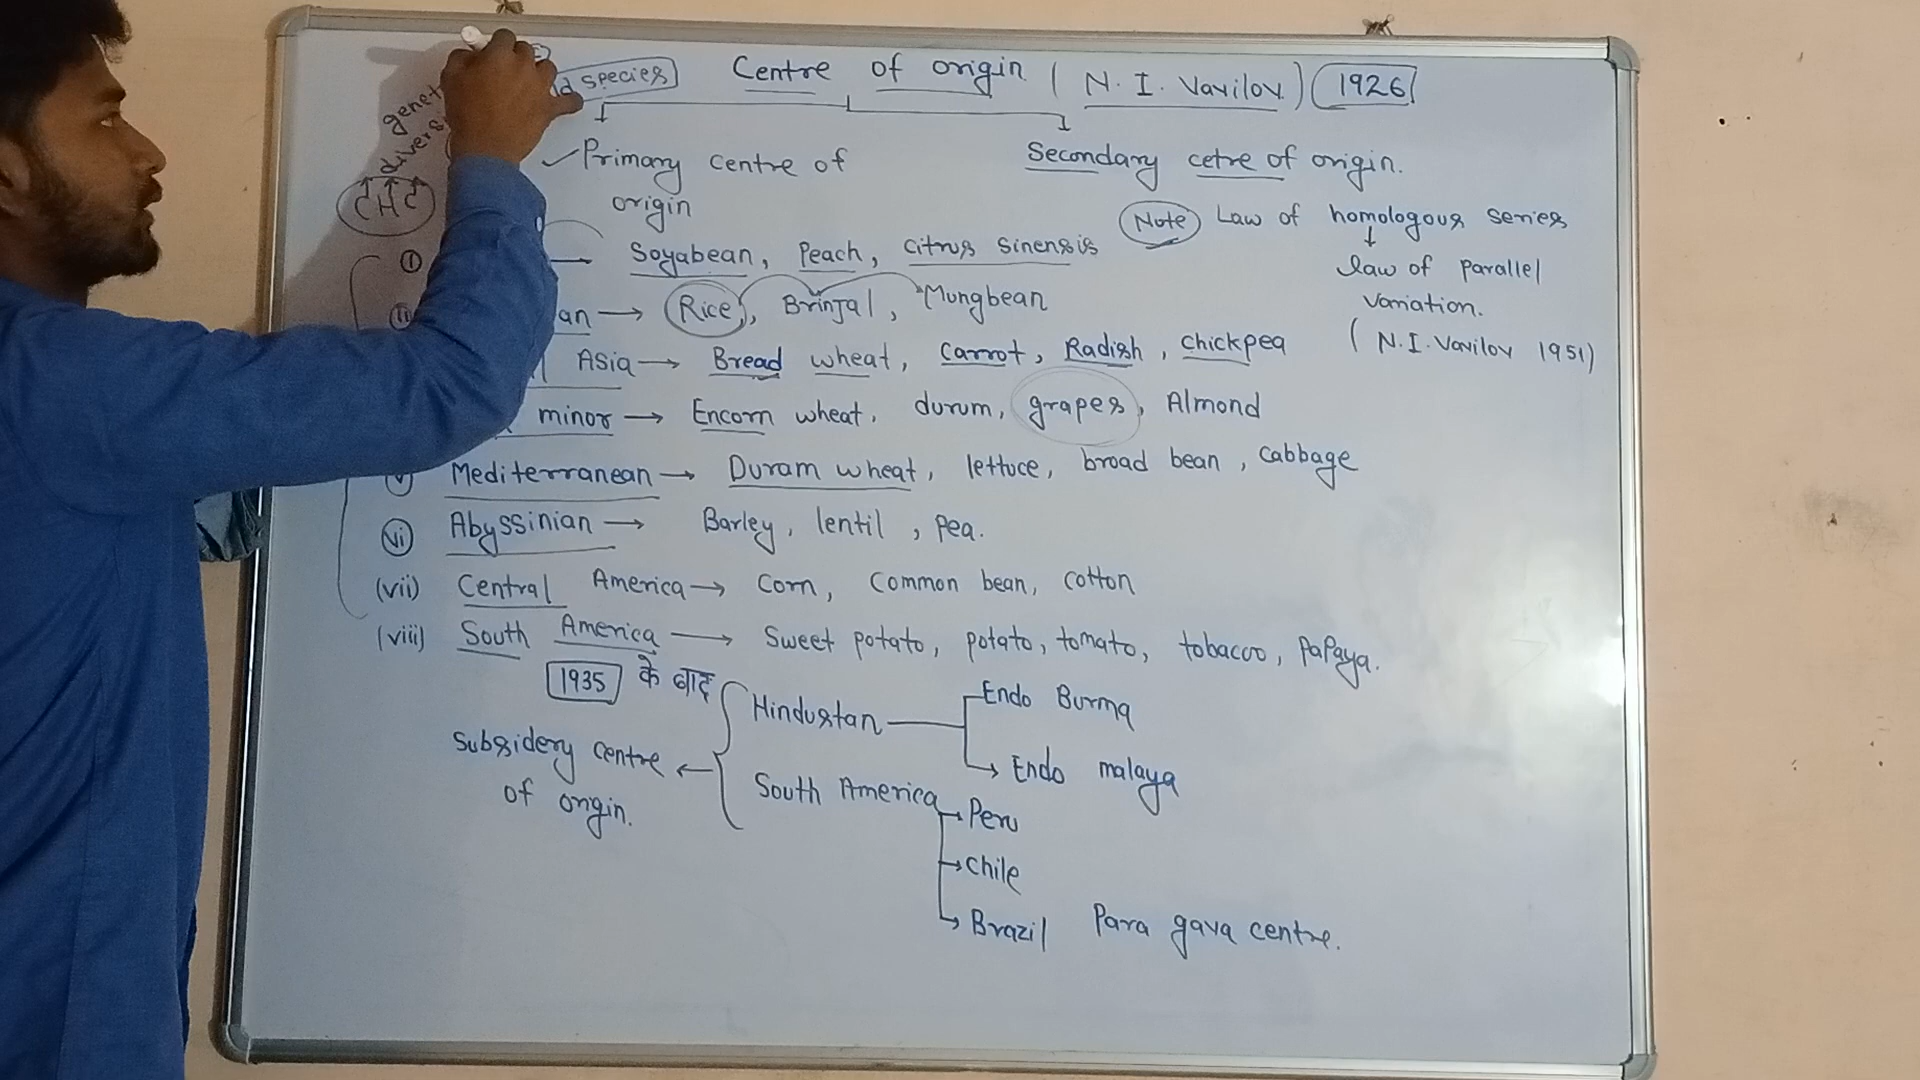 species
Centre of origin ( N. I. Vavilov ) 1926
Primary Centre of
origin
Secondary cetre of origin.
CHC
Note Law of homologous series
law of parallel
variation.
( N.I. Vavilov 1951)
(i) Soyabean, Peach, Citrus Sinensis
an → Rice, Brinjal, Mungbean
Asia → Bread wheat, Carrot, Radish, chickpea
minor → Encorn wheat, durum, grapes, Almond
Mediterranean → Duram wheat, lettuce, broad bean, cabbage
(vi) Abyssinian → Barley, lentil, pea.
(vii) Central America → Corn, Common bean, cotton
(viii) South America → Sweet potato, potato, tomato, tobacco, Papaya.
1935 के बाद
Hindustan
Endo Burma
Endo malaya
Subsidery centre ←
of origin.
South America
→ Peru
→ Chile
→ Brazil Para gava centre.